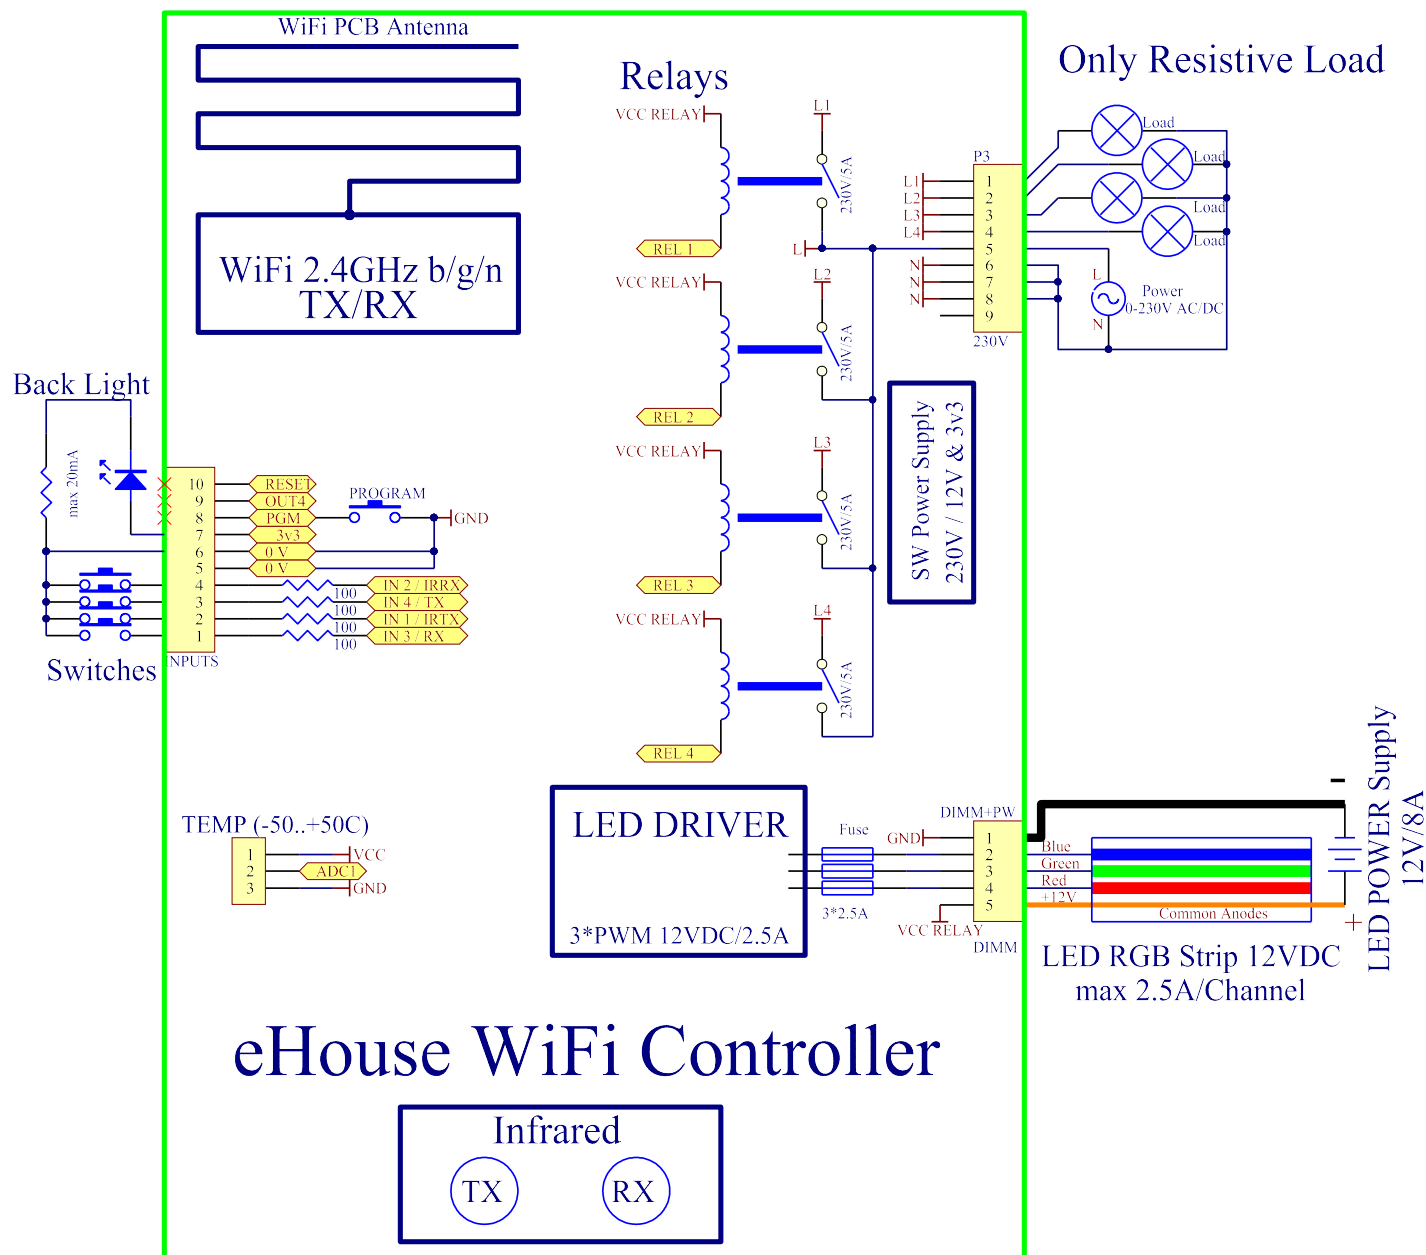 WiFi PCB Antenna
WiFi 2.4GHz b/g/n
TX/RX
Relays
VCC RELAY
L1
230V/5A
REL 1
L
VCC RELAY
L2
230V/5A
REL 2
VCC RELAY
L3
230V/5A
REL 3
VCC RELAY
L4
230V/5A
REL 4
Only Resistive Load
Load
Load
Load
Load
P3
L1 1
L2 2
L3 3
L4 4
5
N 6
N 7
N 8
9
230V
L
Power
0-230V AC/DC
N
SW Power Supply
230V / 12V & 3v3
Back Light
max 20mA
10 RESET
9 OUT4
8 PGM
7 3v3
6 0 V
5 0 V
4 100 IN 2 / IRRX
3 100 IN 4 / TX
2 100 IN 1 / IRTX
1 100 IN 3 / RX
PROGRAM
GND
INPUTS
Switches
TEMP (-50..+50C)
1 VCC
2 ADC1
3 GND
LED DRIVER
3*PWM 12VDC/2.5A
Fuse
3*2.5A
DIMM+PW
GND 1
2 Blue
3 Green
4 Red
5 +12V
VCC RELAY
DIMM
Common Anodes
-
+
LED POWER Supply
12V/8A
LED RGB Strip 12VDC
max 2.5A/Channel
eHouse WiFi Controller
Infrared
TX
RX